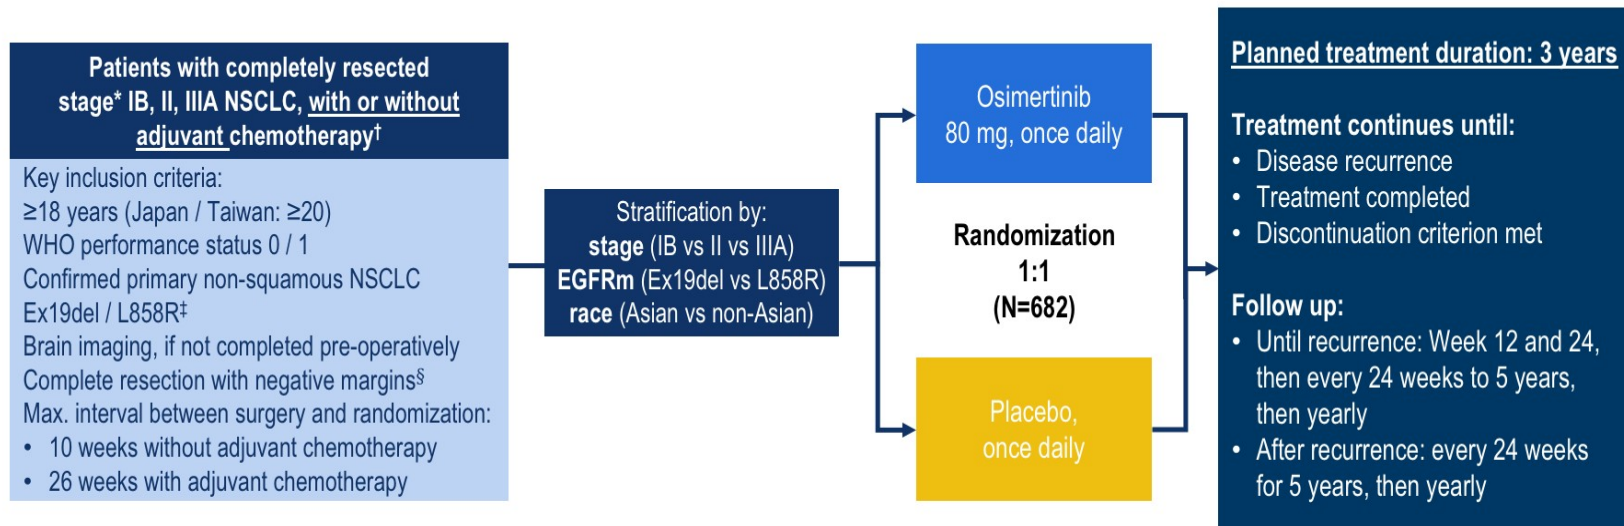 Patients with completely resected
stage* IB, II, IIIA NSCLC, with or without
adjuvant chemotherapy†
Key inclusion criteria:
≥18 years (Japan / Taiwan: ≥20)
WHO performance status 0 / 1
Confirmed primary non-squamous NSCLC
Ex19del / L858R‡
Brain imaging, if not completed pre-operatively
Complete resection with negative margins§
Max. interval between surgery and randomization:
• 10 weeks without adjuvant chemotherapy
• 26 weeks with adjuvant chemotherapy
Stratification by:
stage (IB vs II vs IIIA)
EGFRm (Ex19del vs L858R)
race (Asian vs non-Asian)
Osimertinib
80 mg, once daily
Randomization
1:1
(N=682)
Placebo,
once daily
Planned treatment duration: 3 years
Treatment continues until:
• Disease recurrence
• Treatment completed
• Discontinuation criterion met
Follow up:
• Until recurrence: Week 12 and 24,
then every 24 weeks to 5 years,
then yearly
• After recurrence: every 24 weeks
for 5 years, then yearly